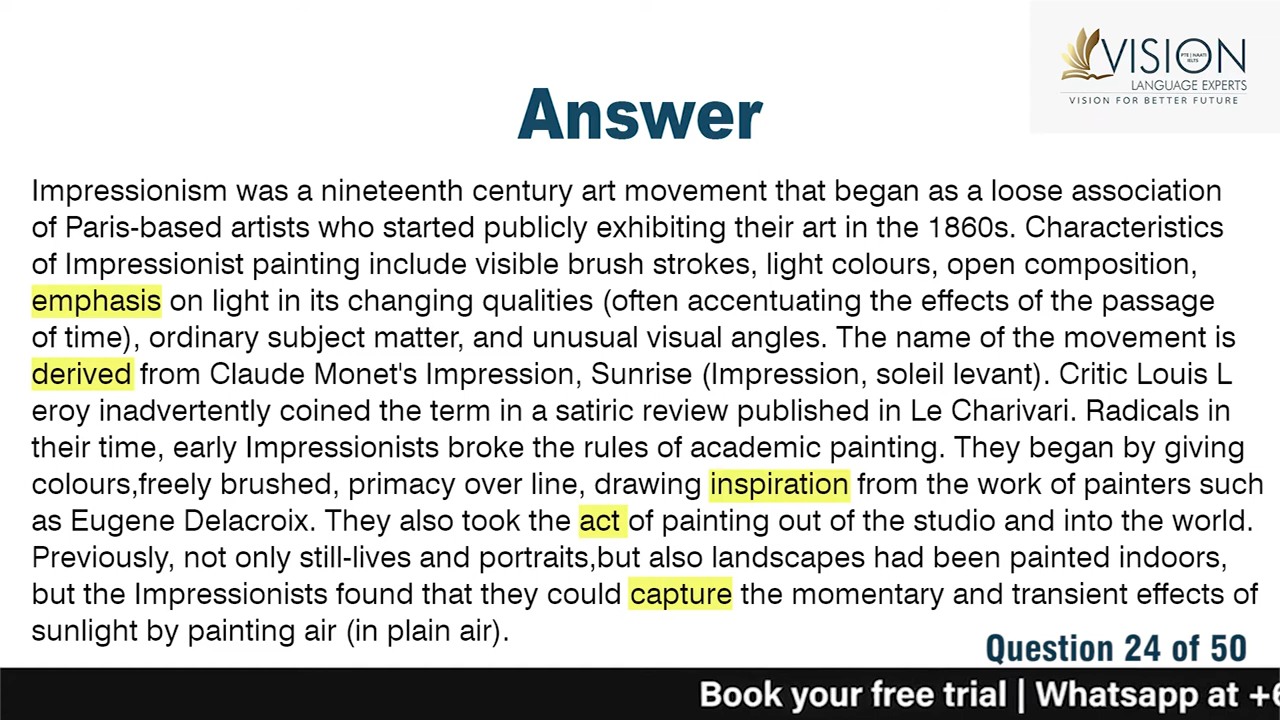 VISION
PTE | NAATI
IELTS
LANGUAGE EXPERTS
VISION FOR BETTER FUTURE
Answer
Impressionism was a nineteenth century art movement that began as a loose association
of Paris-based artists who started publicly exhibiting their art in the 1860s. Characteristics
of Impressionist painting include visible brush strokes, light colours, open composition,
emphasis on light in its changing qualities (often accentuating the effects of the passage
of time), ordinary subject matter, and unusual visual angles. The name of the movement is
derived from Claude Monet's Impression, Sunrise (Impression, soleil levant). Critic Louis L
eroy inadvertently coined the term in a satiric review published in Le Charivari. Radicals in
their time, early Impressionists broke the rules of academic painting. They began by giving
colours,freely brushed, primacy over line, drawing inspiration from the work of painters such
as Eugene Delacroix. They also took the act of painting out of the studio and into the world.
Previously, not only still-lives and portraits,but also landscapes had been painted indoors,
but the Impressionists found that they could capture the momentary and transient effects of
sunlight by painting air (in plain air).
Question 24 of 50
Book your free trial | Whatsapp at +6